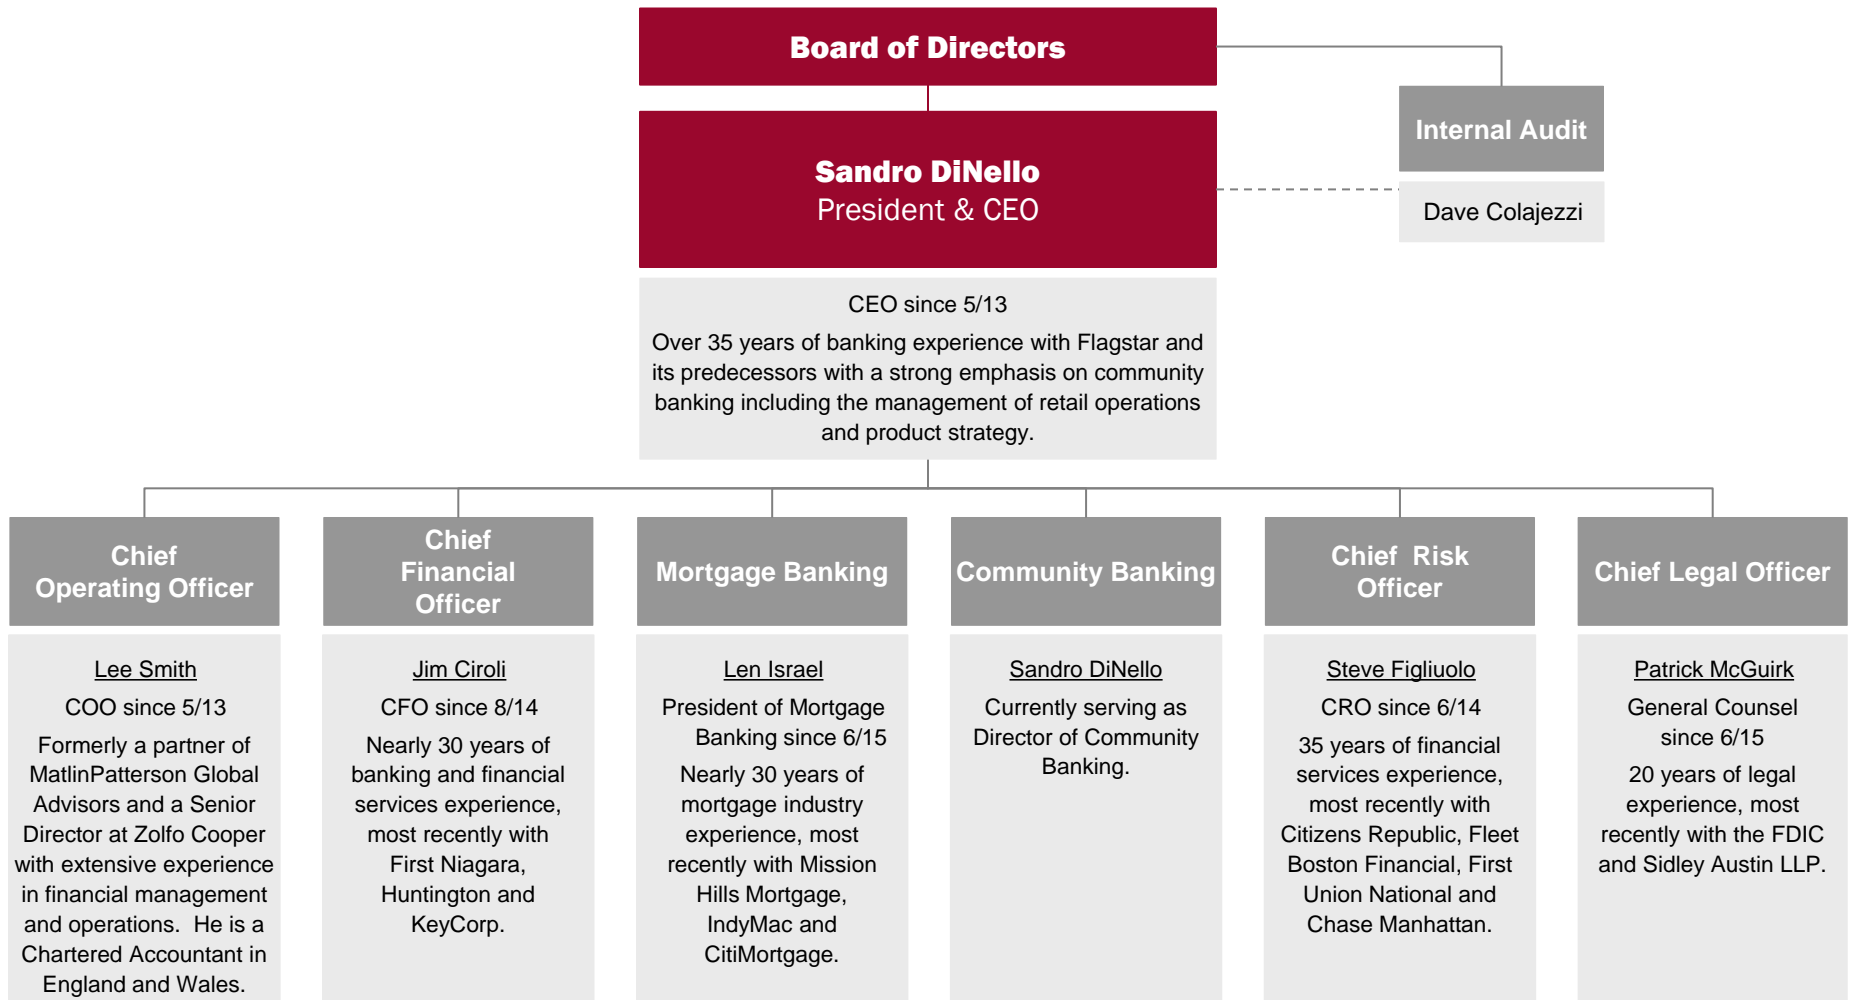 Board of Directors
Internal Audit
Sandro DiNello
President & CEO
Dave Colajezzi
CEO since 5/13
Over 35 years of banking experience with Flagstar and
its predecessors with a strong emphasis on community
banking including the management of retail operations
and product strategy.
Chief
Operating Officer
Lee Smith
COO since 5/13
Formerly a partner of
MatlinPatterson Global
Advisors and a Senior
Director at Zolfo Cooper
with extensive experience
in financial management
and operations.  He is a
Chartered Accountant in
England and Wales.
Chief
Financial
Officer
Jim Ciroli
CFO since 8/14
Nearly 30 years of
banking and financial
services experience,
most recently with
First Niagara,
Huntington and
KeyCorp.
Mortgage Banking
Len Israel
President of Mortgage
Banking since 6/15
Nearly 30 years of
mortgage industry
experience, most
recently with Mission
Hills Mortgage,
IndyMac and
CitiMortgage.
Community Banking
Sandro DiNello
Currently serving as
Director of Community
Banking.
Chief  Risk
Officer
Steve Figliuolo
CRO since 6/14
35 years of financial
services experience,
most recently with
Citizens Republic, Fleet
Boston Financial, First
Union National and
Chase Manhattan.
Chief Legal Officer
Patrick McGuirk
General Counsel
since 6/15
20 years of legal
experience, most
recently with the FDIC
and Sidley Austin LLP.